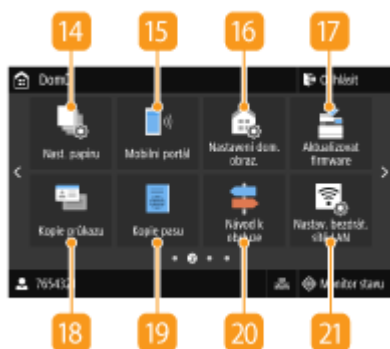 14 15 16 17
Domů Odhlásit
Nast. papíru
Mobilní portál
Nastavení dom.
obraz.
Aktualizovat
firmware
Kopie průkazu
Kopie pasu
Návod k
obsluze
Nastav. bezdrát.
sítě LAN
7654321 Monitor stavu
18 19 20 21